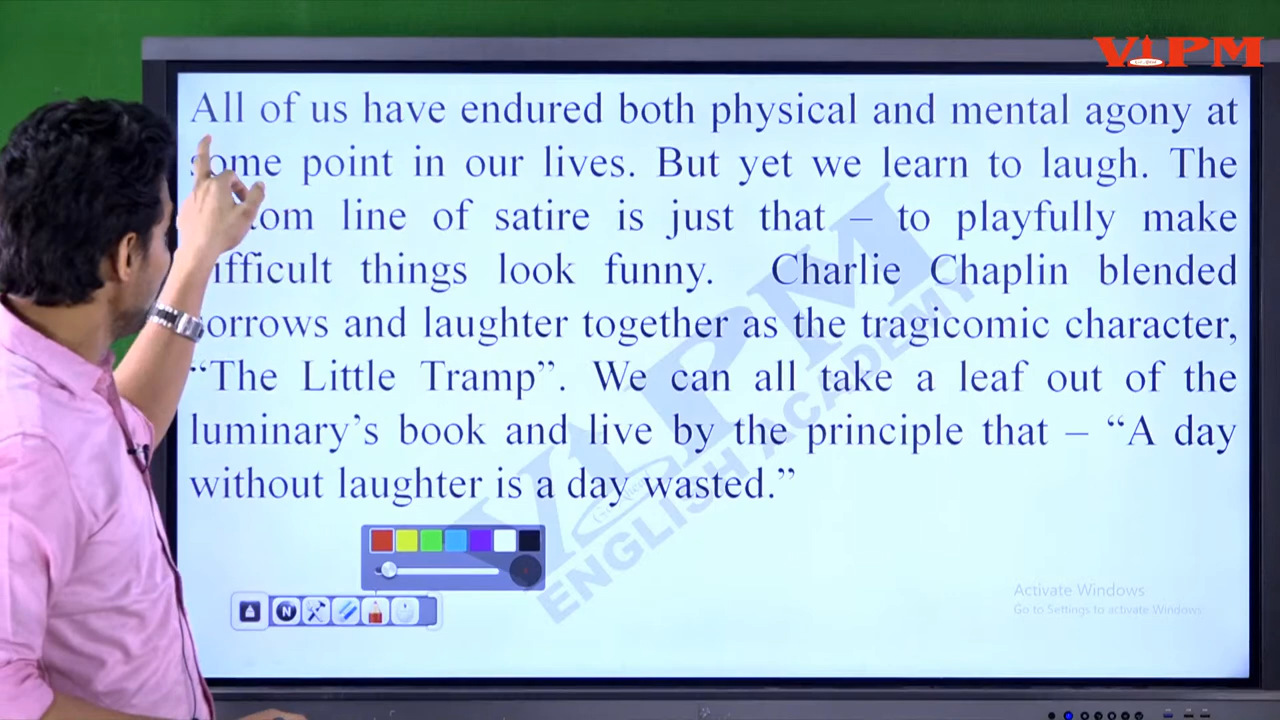 VIPM
All of us have endured both physical and mental agony at
some point in our lives. But yet we learn to laugh. The
line of satire is just that – to playfully make
difficult things look funny. Charlie Chaplin blended
sorrows and laughter together as the tragicomic character,
“The Little Tramp”. We can all take a leaf out of the
luminary’s book and live by the principle that – “A day
without laughter is a day wasted.”
VIPM
ENGLISH ACADEMY
Activate Windows
Go to Settings to activate Windows.
N